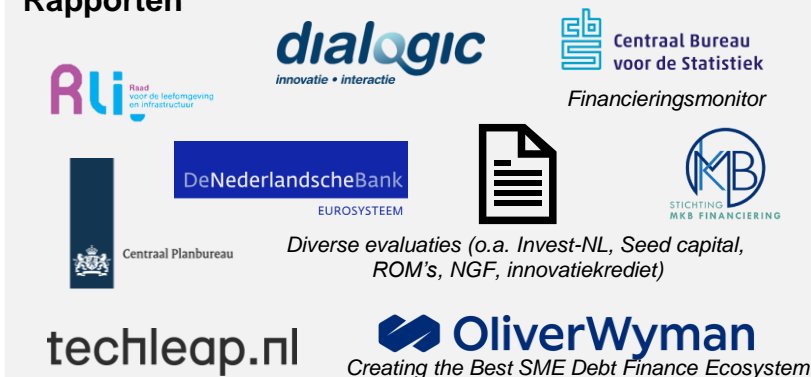 Rapporten
dialogic
innovatie • interactie
cbs
Centraal Bureau
voor de Statistiek
Financieringsmonitor
Rli
Raad
voor de leefomgeving
en infrastructuur
DeNederlandscheBank
EUROSYSTEEM
MKB
STICHTING
MKB FINANCIERING
Centraal Planbureau
Diverse evaluaties (o.a. Invest-NL, Seed capital,
ROM's, NGF, innovatiekrediet)
techleap.nl
OliverWyman
Creating the Best SME Debt Finance Ecosystem